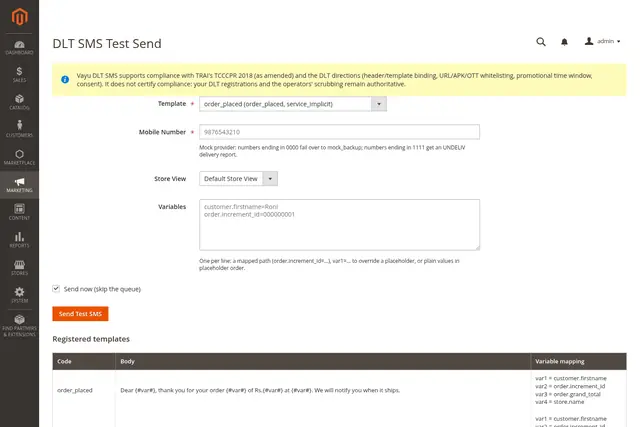 DLT SMS Test Send
admin
DASHBOARD
SALES
CATALOG
CUSTOMERS
MARKETPLACE
MARKETING
CONTENT
REPORTS
STORES
SYSTEM
FIND PARTNERS
& EXTENSIONS
Vayu DLT SMS supports compliance with TRAI's TCCCPR 2018 (as amended) and the DLT directions (header/template binding, URL/APK/OTT whitelisting, promotional time window,
consent). It does not certify compliance: your DLT registrations and the operators' scrubbing remain authoritative.
Template * order_placed (order_placed, service_implicit)
Mobile Number * 9876543210
Mock provider: numbers ending in 0000 fail over to mock_backup; numbers ending in 1111 get an UNDELIV
delivery report.
Store View Default Store View
Variables customer.firstname=Roni
order.increment_id=000000001
One per line: a mapped path (order.increment_id=...), var1=... to override a placeholder, or plain values in
placeholder order.
Send now (skip the queue)
Send Test SMS
Registered templates
Code Body Variable mapping
order_placed Dear {#var#}, thank you for your order {#var#} of Rs.{#var#} at {#var#}. We will notify you when it ships.
var1 = customer.firstname
var2 = order.increment_id
var3 = order.grand_total
var4 = store.name
var1 = customer.firstname
var2 = order.increment_id